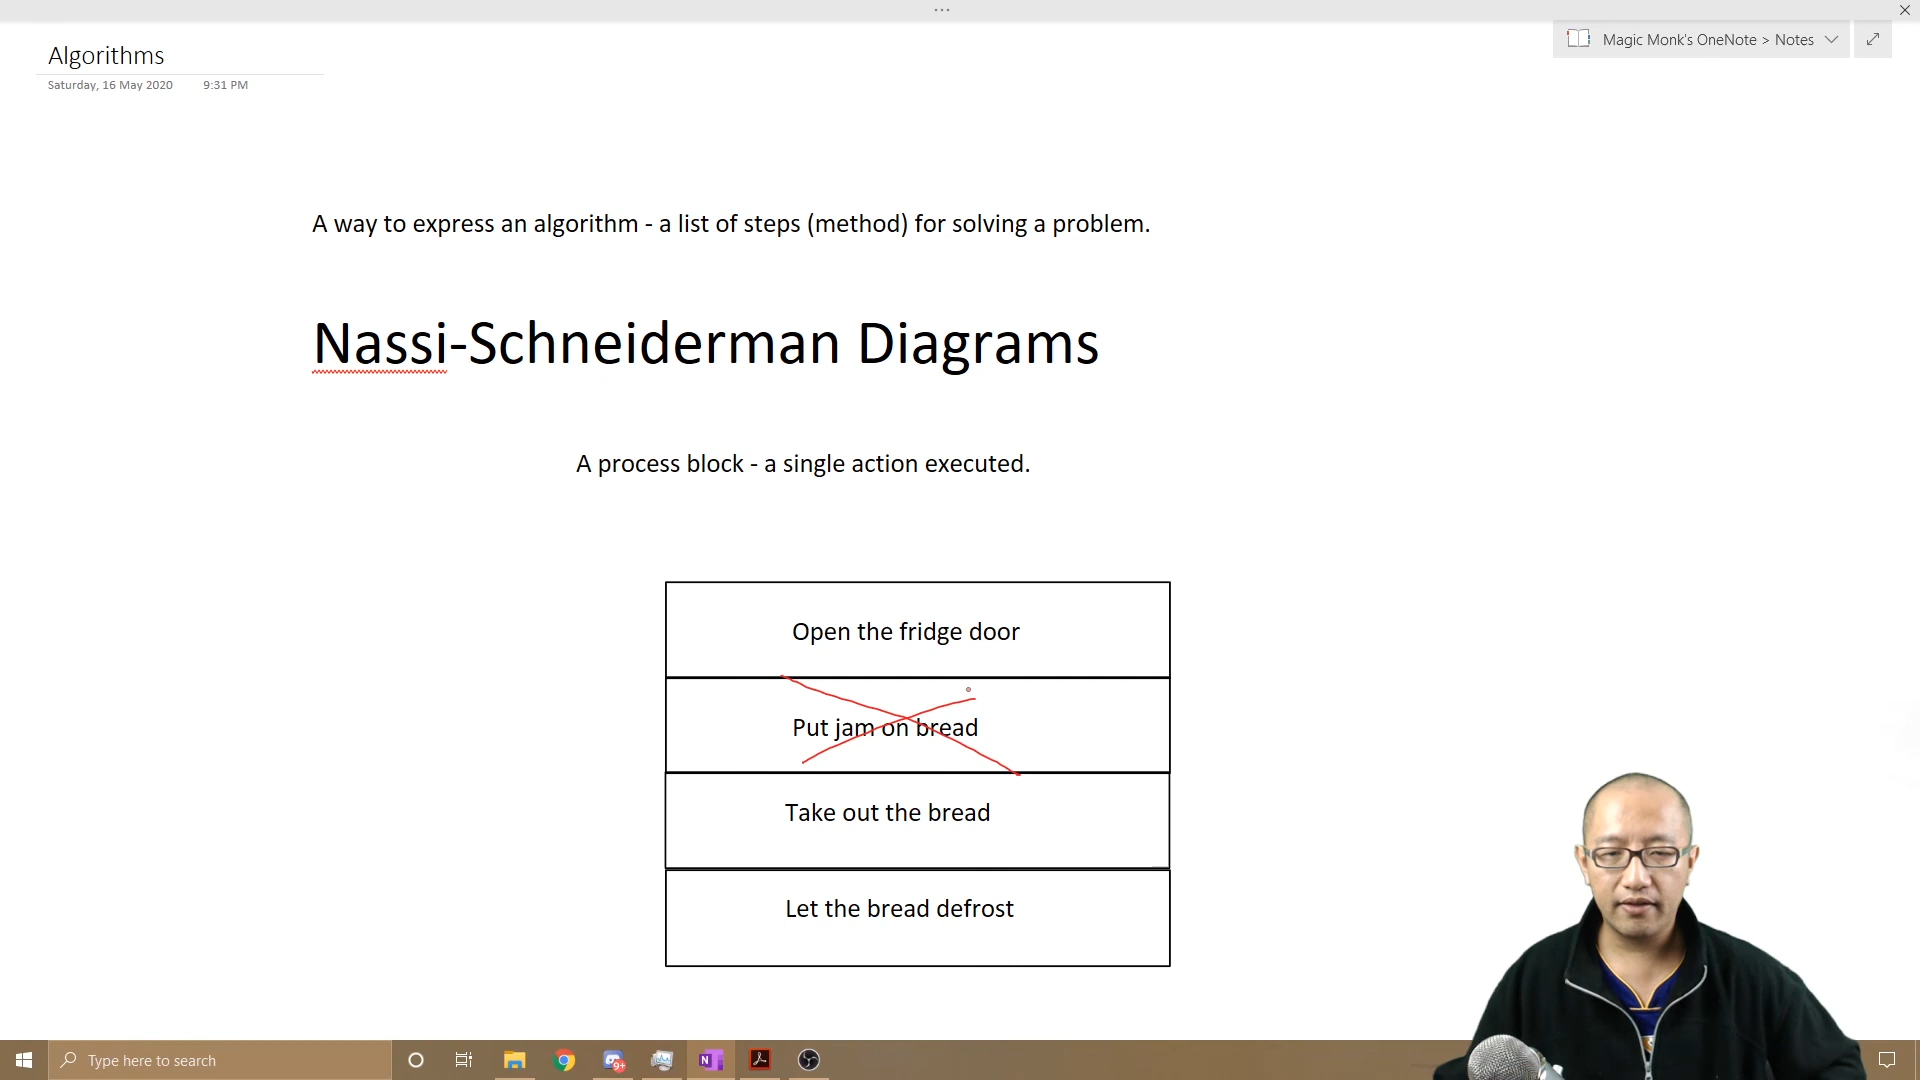 ...
Algorithms
Magic Monk's OneNote > Notes
Saturday, 16 May 2020 9:31 PM
A way to express an algorithm - a list of steps (method) for solving a problem.
Nassi-Schneiderman Diagrams
A process block - a single action executed.
Open the fridge door
Put jam on bread
Take out the bread
Let the bread defrost
Type here to search
9+
N